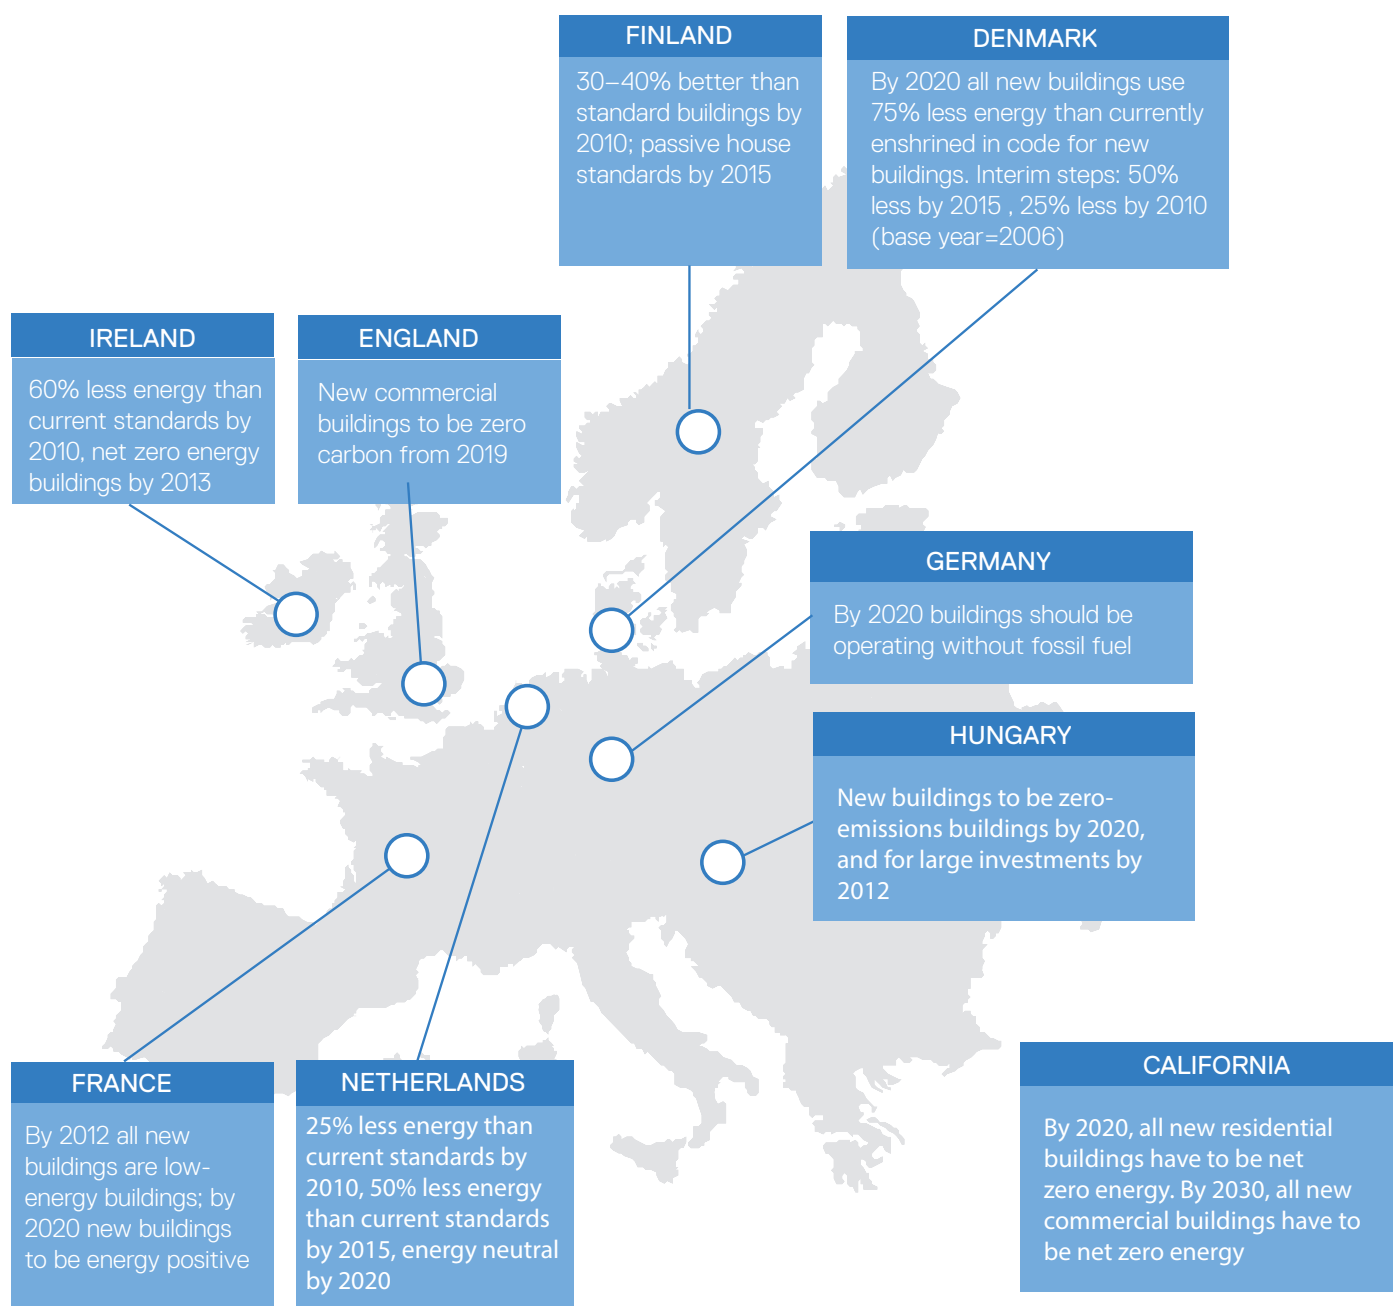 FINLAND
30–40% better than
standard buildings by
2010; passive house
standards by 2015
DENMARK
By 2020 all new buildings use
75% less energy than currently
enshrined in code for new
buildings. Interim steps: 50%
less by 2015 , 25% less by 2010
(base year=2006)
IRELAND
60% less energy than
current standards by
2010, net zero energy
buildings by 2013
ENGLAND
New commercial
buildings to be zero
carbon from 2019
GERMANY
By 2020 buildings should be
operating without fossil fuel
HUNGARY
New buildings to be zero-
emissions buildings by 2020,
and for large investments by
2012
FRANCE
By 2012 all new
buildings are low-
energy buildings; by
2020 new buildings
to be energy positive
NETHERLANDS
25% less energy than
current standards by
2010, 50% less energy
than current standards
by 2015, energy neutral
by 2020
CALIFORNIA
By 2020, all new residential
buildings have to be net
zero energy. By 2030, all new
commercial buildings have to
be net zero energy